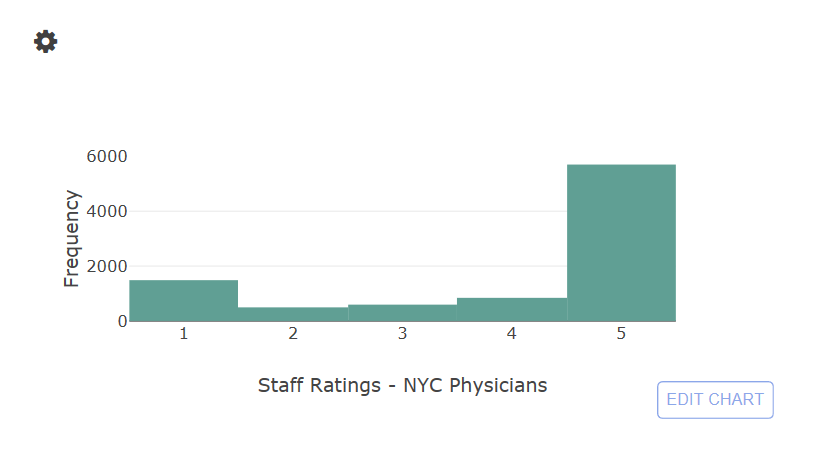 6000
4000
2000
0
Frequency
1 2 3 4 5
Staff Ratings - NYC Physicians
EDIT CHART